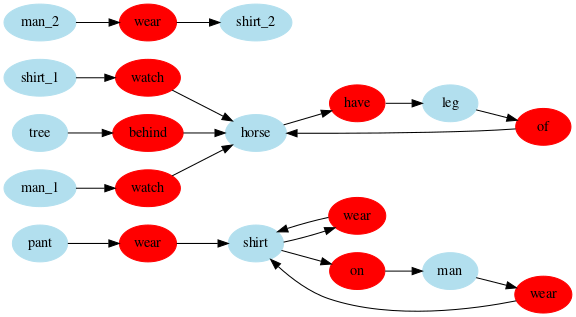 man_2 wear shirt_2
shirt_1 watch
have leg
tree behind horse of
man_1 watch
wear
pant wear shirt
on man
wear